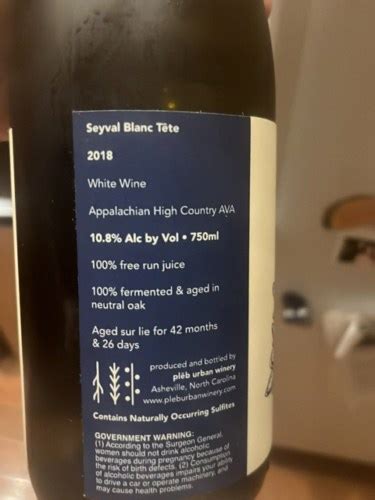 Seyval Blanc Tête
2018
White Wine
Appalachian High Country AVA
10.8% Alc by Vol • 750ml
100% free run juice
100% fermented & aged in
neutral oak
Aged sur lie for 42 months
& 26 days
produced and bottled by
plēb urban winery
Asheville, North Carolina
www.pleburbanwinery.com
Contains Naturally Occurring Sulfites
GOVERNMENT WARNING:
(1) According to the Surgeon General,
women should not drink alcoholic
beverages during pregnancy because of
the risk of birth defects. (2) Consumption
of alcoholic beverages impairs your ability
to drive a car or operate machinery, and
may cause health problems.